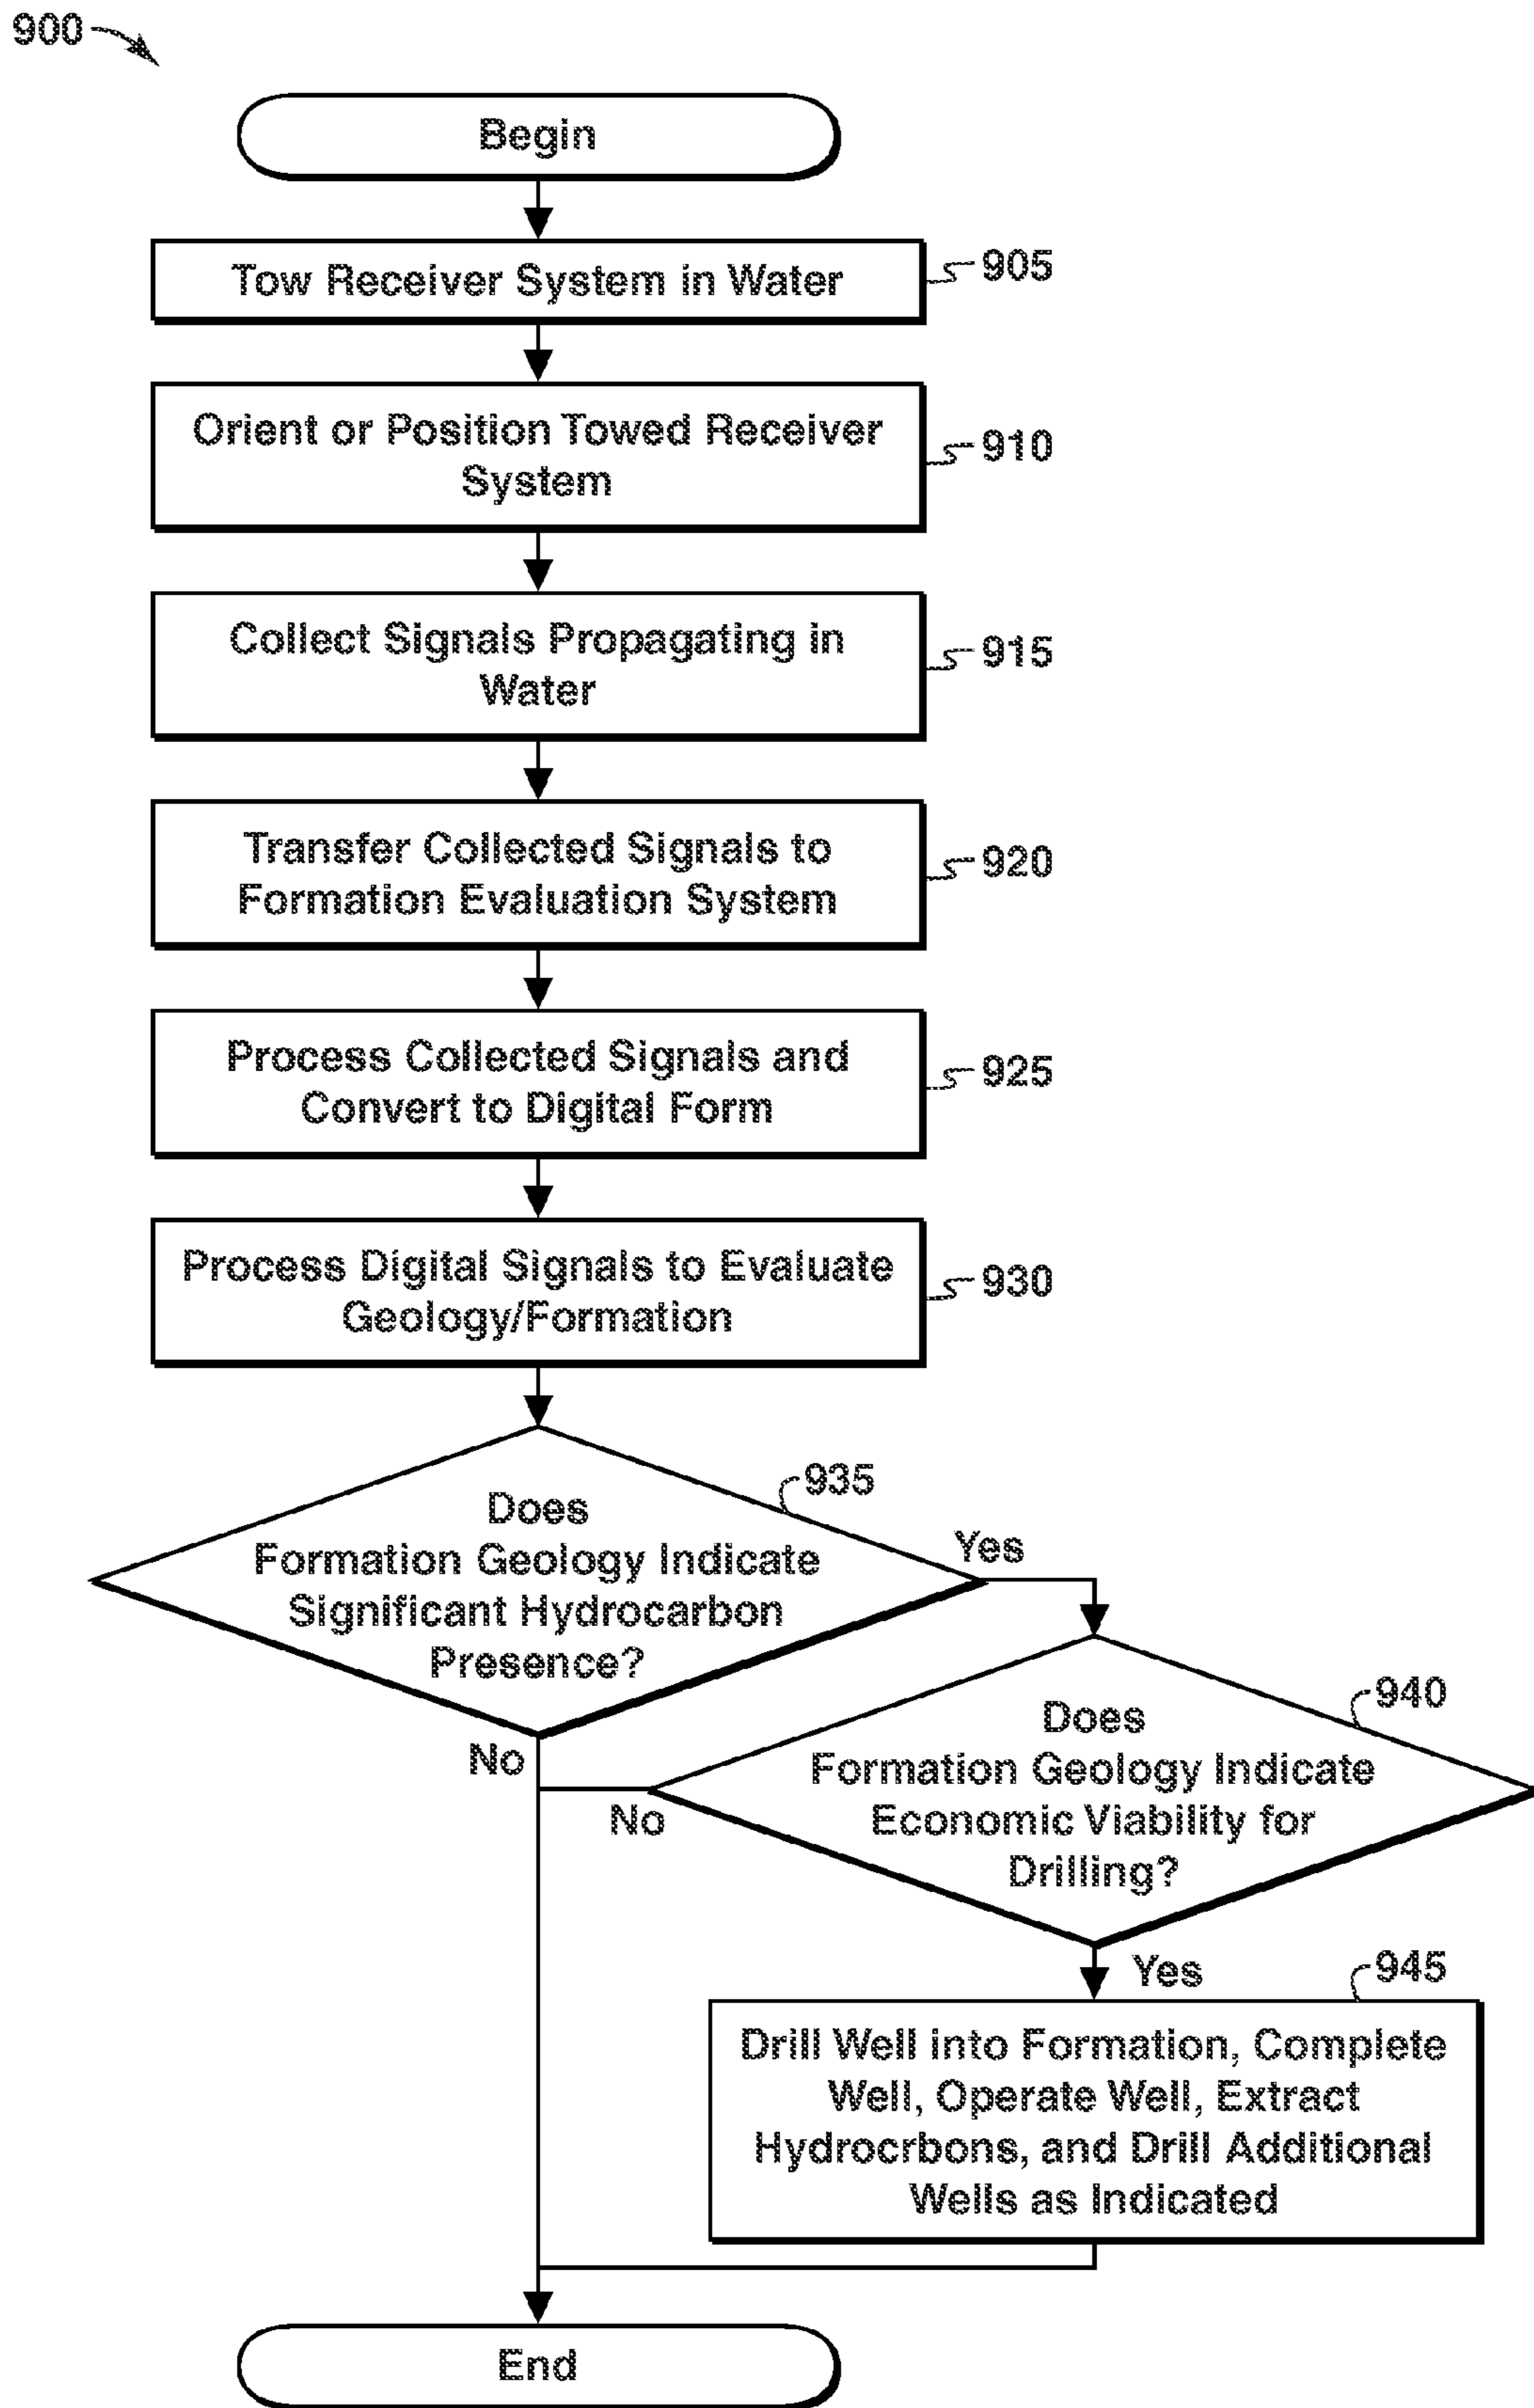 900
Begin
Tow Receiver System in Water
905
Orient or Position Towed Receiver
System
910
Collect Signals Propagating in
Water
915
Transfer Collected Signals to
Formation Evaluation System
920
Process Collected Signals and
Convert to Digital Form
925
Process Digital Signals to Evaluate
Geology/Formation
930
935
Does
Formation Geology Indicate
Significant Hydrocarbon
Presence?
Yes
No
940
Does
Formation Geology Indicate
Economic Viability for
Drilling?
No
Yes
945
Drill Well into Formation, Complete
Well, Operate Well, Extract
Hydrocrbons, and Drill Additional
Wells as Indicated
End